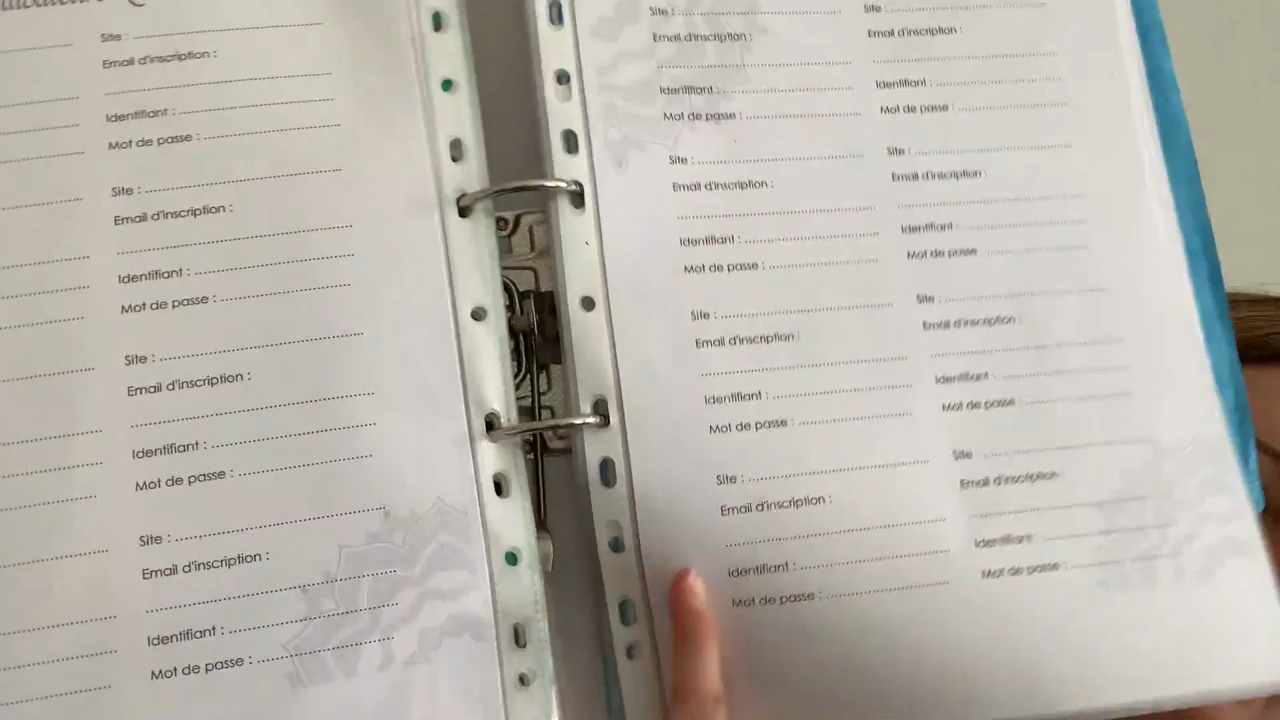 Site :
Email d'inscription :
Identifiant :
Mot de passe :
Site :
Email d'inscription :
Identifiant :
Mot de passe :
Site :
Email d'inscription :
Identifiant :
Mot de passe :
Site :
Email d'inscription :
Identifiant :
Mot de passe :
Site :
Email d'inscription :
Identifiant :
Mot de passe :
Site :
Email d'inscription :
Identifiant :
Mot de passe :
Site :
Email d'inscription :
Identifiant :
Mot de passe :
Site :
Email d'inscription :
Identifiant :
Mot de passe :
Site :
Email d'inscription :
Identifiant :
Mot de passe :
Site :
Email d'inscription :
Identifiant :
Mot de passe
Site :
Email d'inscription :
Identifiant :
Mot de passe :
Site
Email d'inscription :
Identifiant :
Mot de passe :